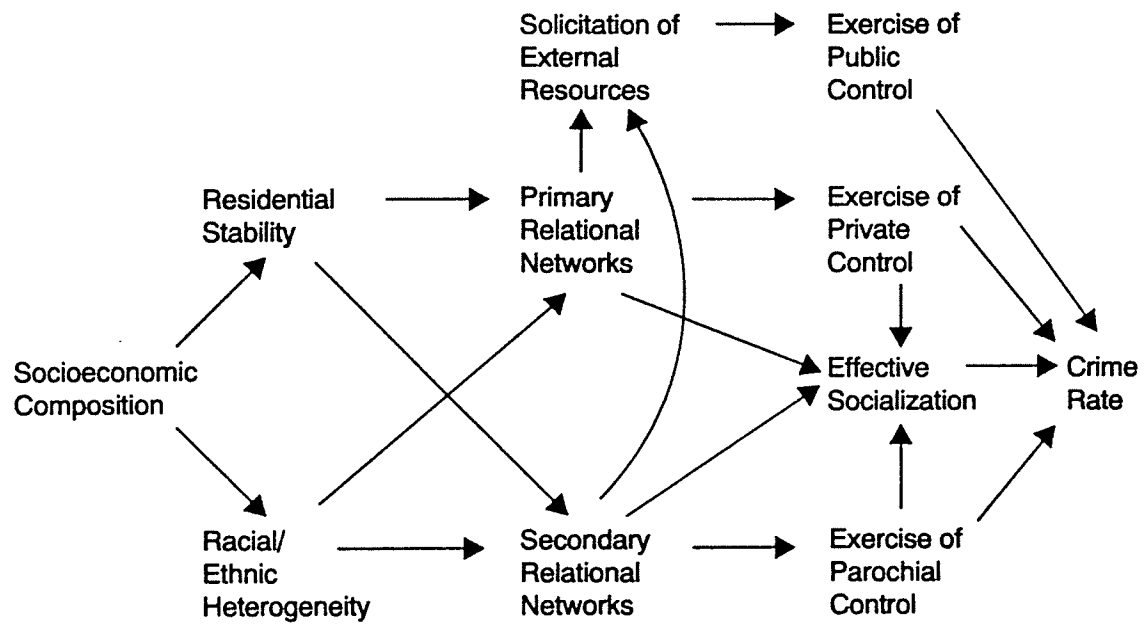 Solicitation of
External
Resources
Exercise of
Public
Control
Residential
Stability
Primary
Relational
Networks
Exercise of
Private
Control
Socioeconomic
Composition
Effective
Socialization
Crime
Rate
Racial/
Ethnic
Heterogeneity
Secondary
Relational
Networks
Exercise of
Parochial
Control